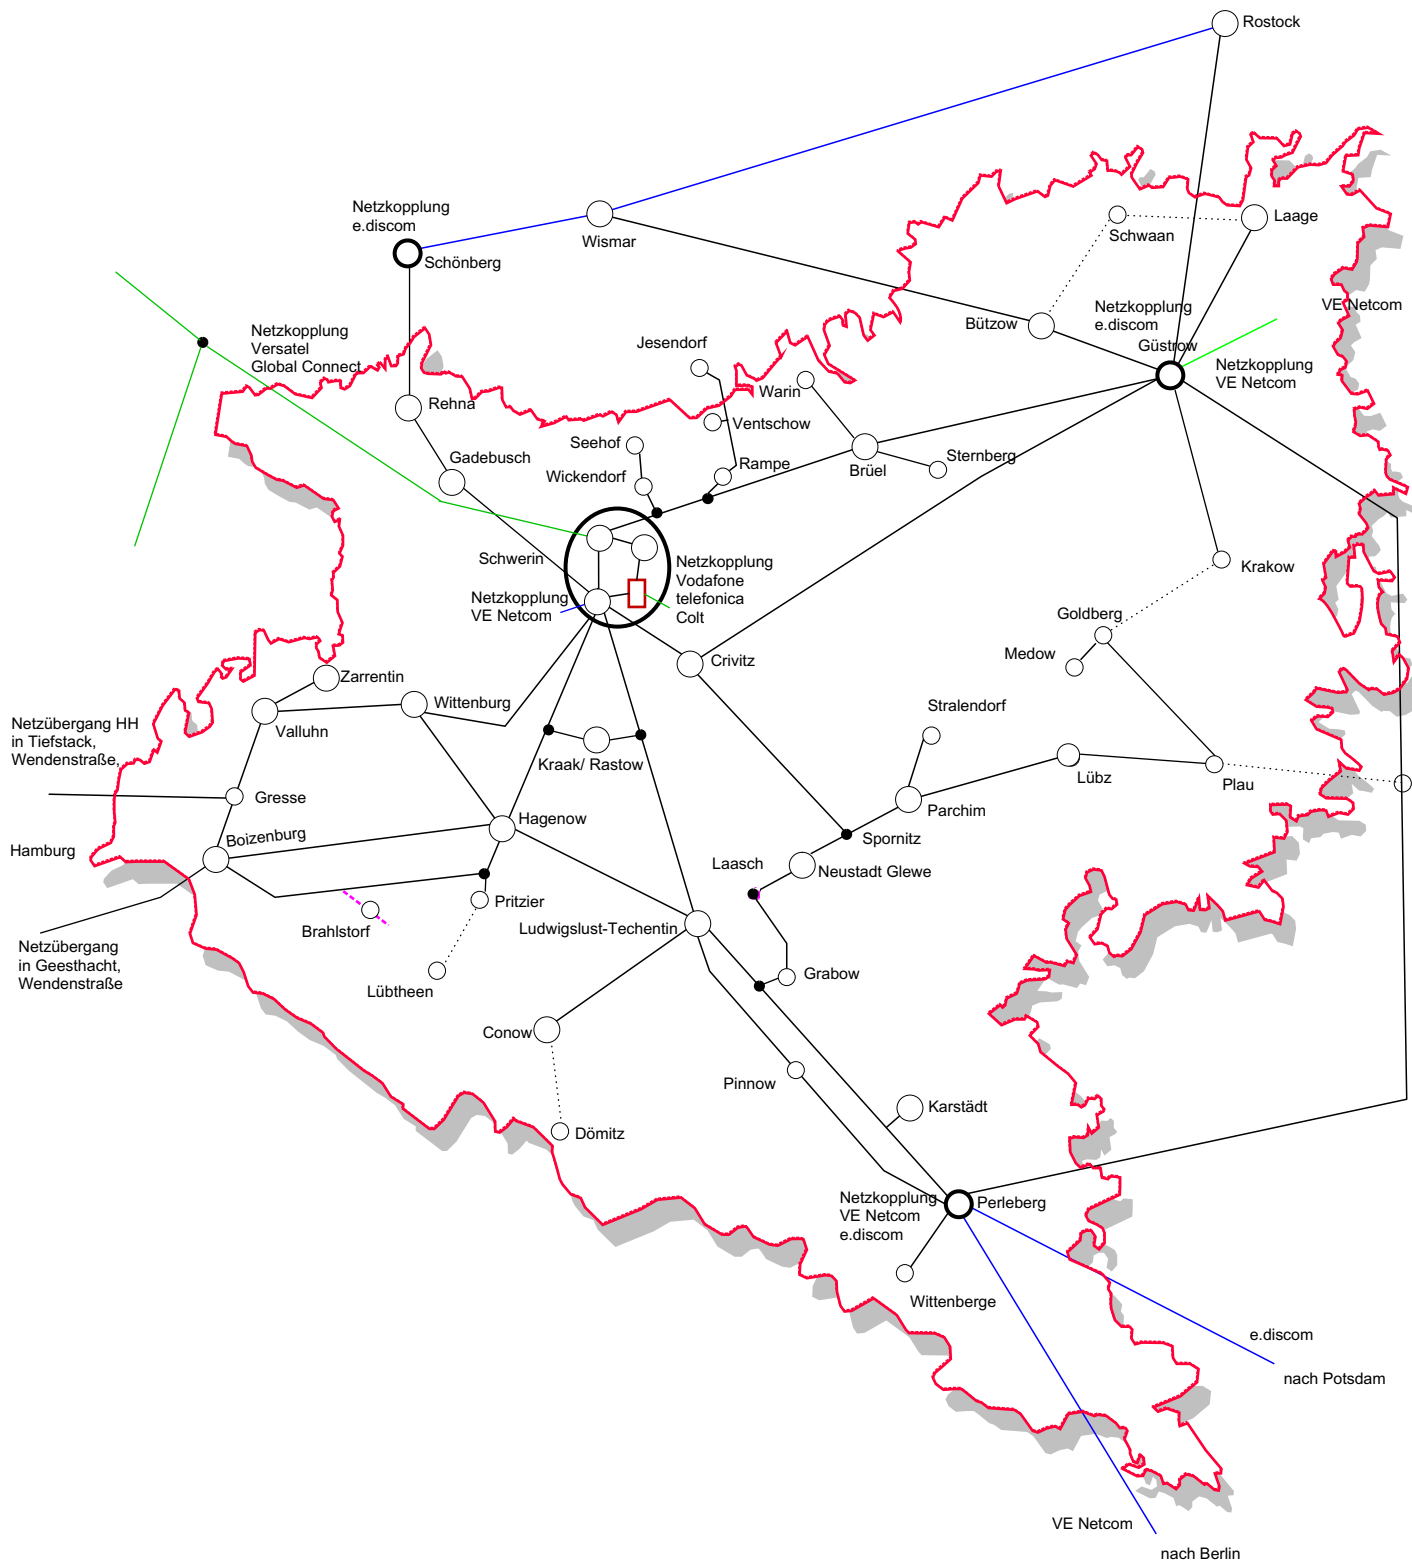 Rostock
Netzkopplung
e.discom
Schönberg
Wismar
Schwaan
Laage
Netzkopplung
Versatel
Global Connect
Bützow
Netzkopplung
e.discom
Güstrow
VE Netcom
Netzkopplung
VE Netcom
Jesendorf
Warin
Rehna
Ventschow
Seehof
Gadebusch
Wickendorf
Rampe
Brüel
Sternberg
Schwerin
Netzkopplung
Vodafone
telefonica
Colt
Netzkopplung
VE Netcom
Krakow
Goldberg
Medow
Crivitz
Zarrentin
Wittenburg
Valluhn
Stralendorf
Netzübergang HH
in Tiefstack,
Wendenstraße,
Kraak/ Rastow
Lübz
Plau
Gresse
Hagenow
Parchim
Boizenburg
Spornitz
Hamburg
Laasch
Neustadt Glewe
Pritzier
Brahlstorf
Ludwigslust-Techentin
Netzübergang
in Geesthacht,
Wendenstraße
Lübtheen
Grabow
Conow
Pinnow
Karstädt
Dömitz
Netzkopplung
VE Netcom
e.discom
Perleberg
Wittenberge
e.discom
nach Potsdam
VE Netcom
nach Berlin